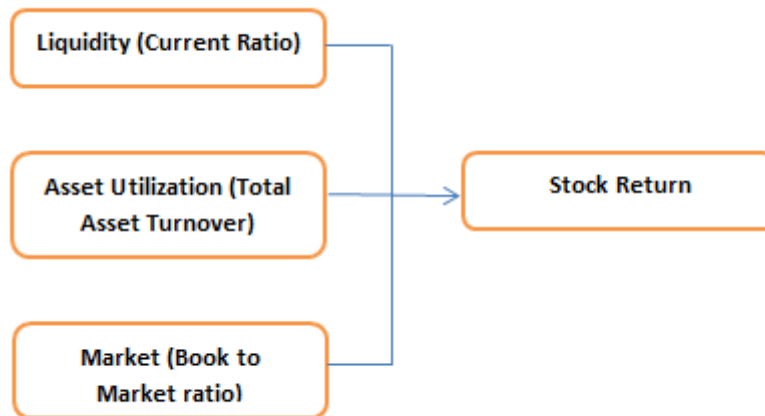 Liquidity (Current Ratio)
Asset Utilization (Total
Asset Turnover)
Stock Return
Market (Book to
Market ratio)